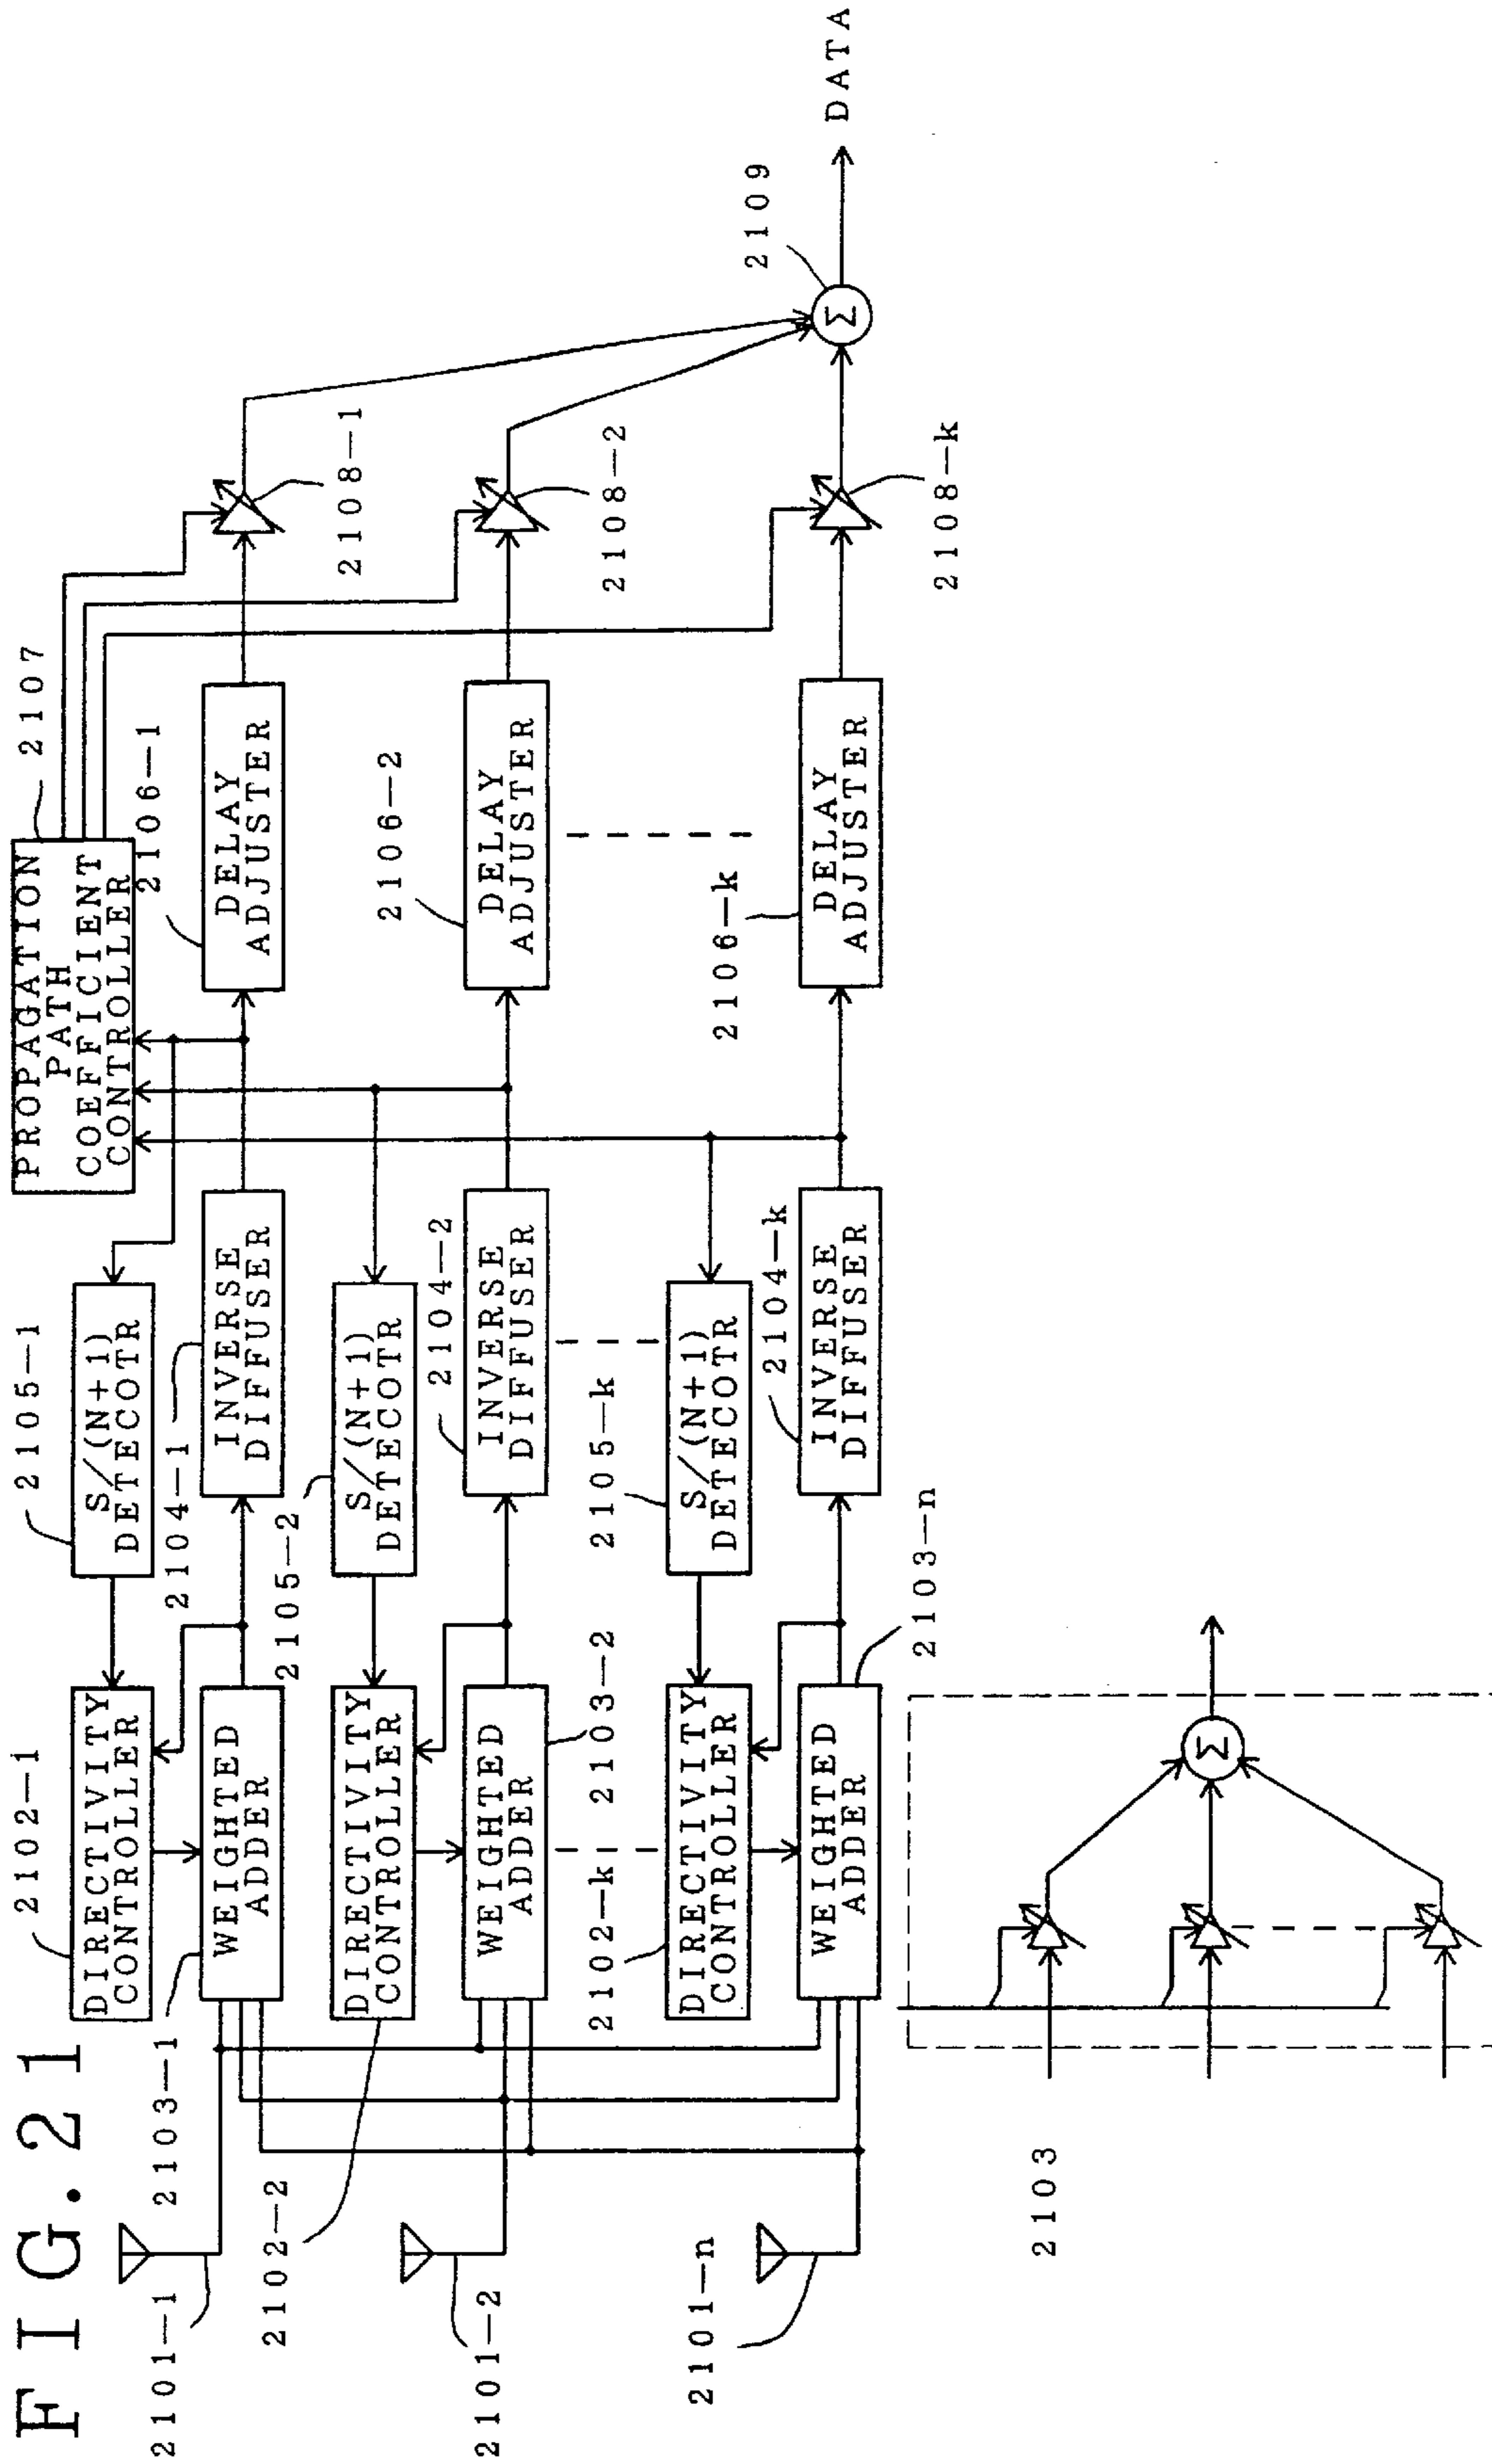 FIG.21
2101-1
2101-2
2101-n
2102-1
DIRECTIVITY
CONTROLLER
2103-1
WEIGHTED
ADDER
2105-1
S/(N+1)
DETECOTR
2104-1
INVERSE
DIFFUSER
PROPAGATION
PATH
COEFFICIENT
CONTROLLER
2107
2106-1
DELAY
ADJUSTER
2108-1
2102-2
DIRECTIVITY
CONTROLLER
2103-2
WEIGHTED
ADDER
2105-2
S/(N+1)
DETECOTR
2104-2
INVERSE
DIFFUSER
2106-2
DELAY
ADJUSTER
2108-2
2102-k
DIRECTIVITY
CONTROLLER
2103-n
WEIGHTED
ADDER
2105-k
S/(N+1)
DETECOTR
2104-k
INVERSE
DIFFUSER
2106-k
DELAY
ADJUSTER
2108-k
2109
Σ
DATA
2103
Σ